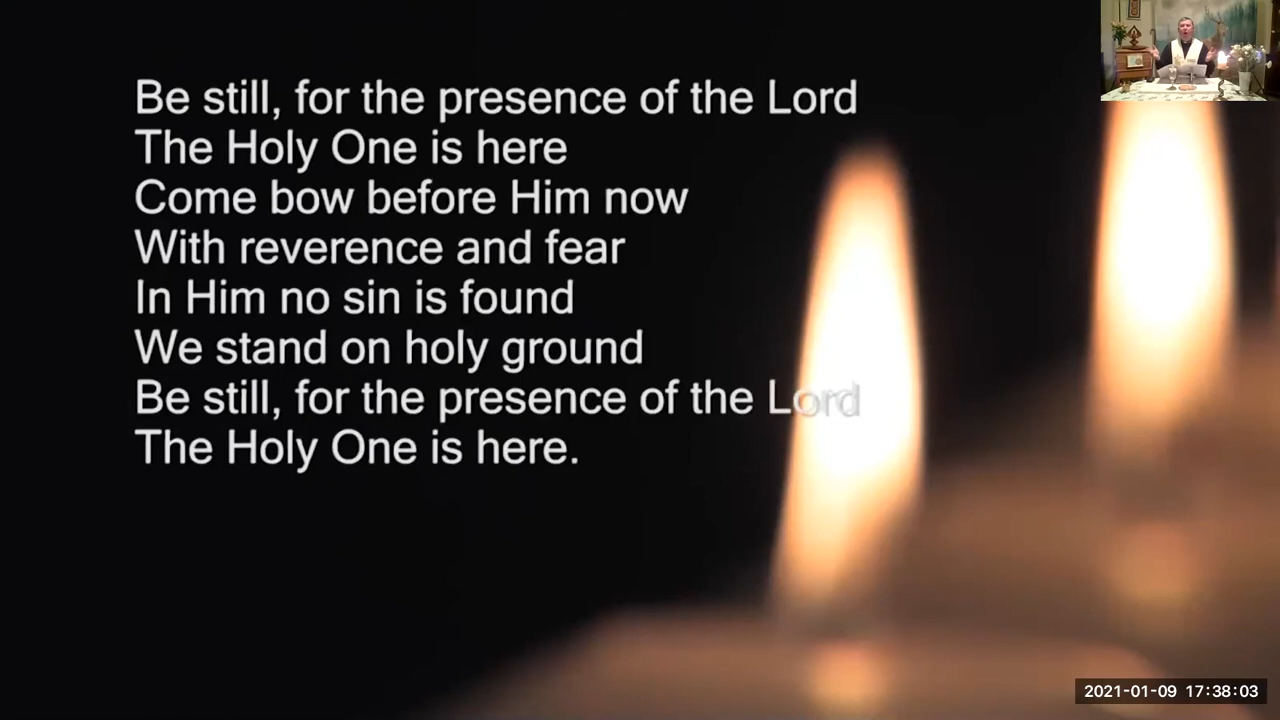 Be still, for the presence of the Lord
The Holy One is here
Come bow before Him now
With reverence and fear
In Him no sin is found
We stand on holy ground
Be still, for the presence of the Lord
The Holy One is here.
2021-01-09 17:38:03